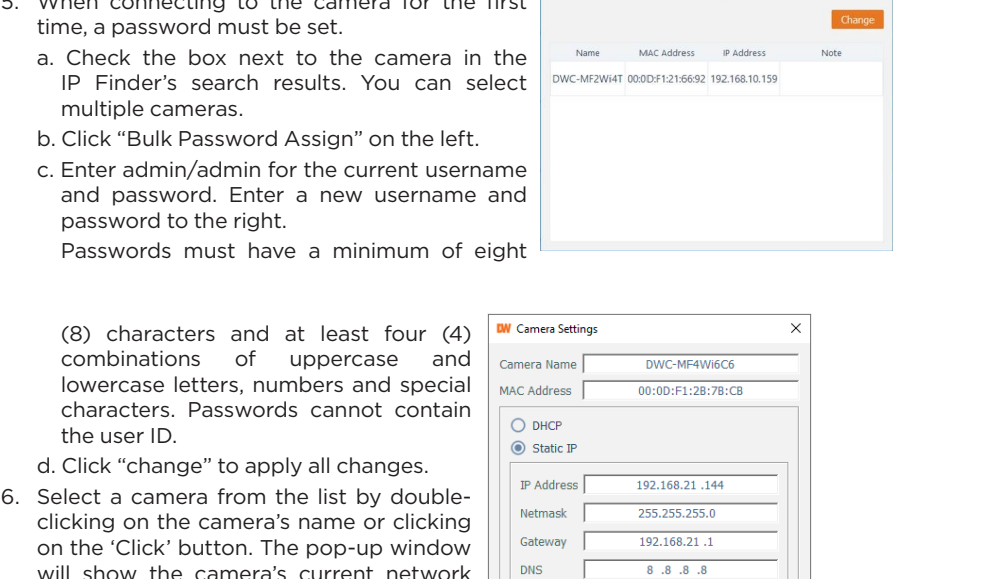 5. When connecting to the camera for the first
time, a password must be set.
a. Check the box next to the camera in the
IP Finder’s search results. You can select
multiple cameras.
b. Click “Bulk Password Assign” on the left.
c. Enter admin/admin for the current username
and password. Enter a new username and
password to the right.
Passwords must have a minimum of eight
Change
Name MAC Address IP Address Note
DWC-MF2Wi4T 00:0D:F1:21:66:92 192.168.10.159
(8) characters and at least four (4)
combinations of uppercase and
lowercase letters, numbers and special
characters. Passwords cannot contain
the user ID.
d. Click “change” to apply all changes.
6. Select a camera from the list by double-
clicking on the camera’s name or clicking
on the ‘Click’ button. The pop-up window
will show the camera’s current network
DW Camera Settings
Camera Name DWC-MF4Wi6C6
MAC Address 00:0D:F1:2B:7B:CB
DHCP
Static IP
IP Address 192.168.21 .144
Netmask 255.255.255.0
Gateway 192.168.21 .1
DNS 8 .8 .8 .8